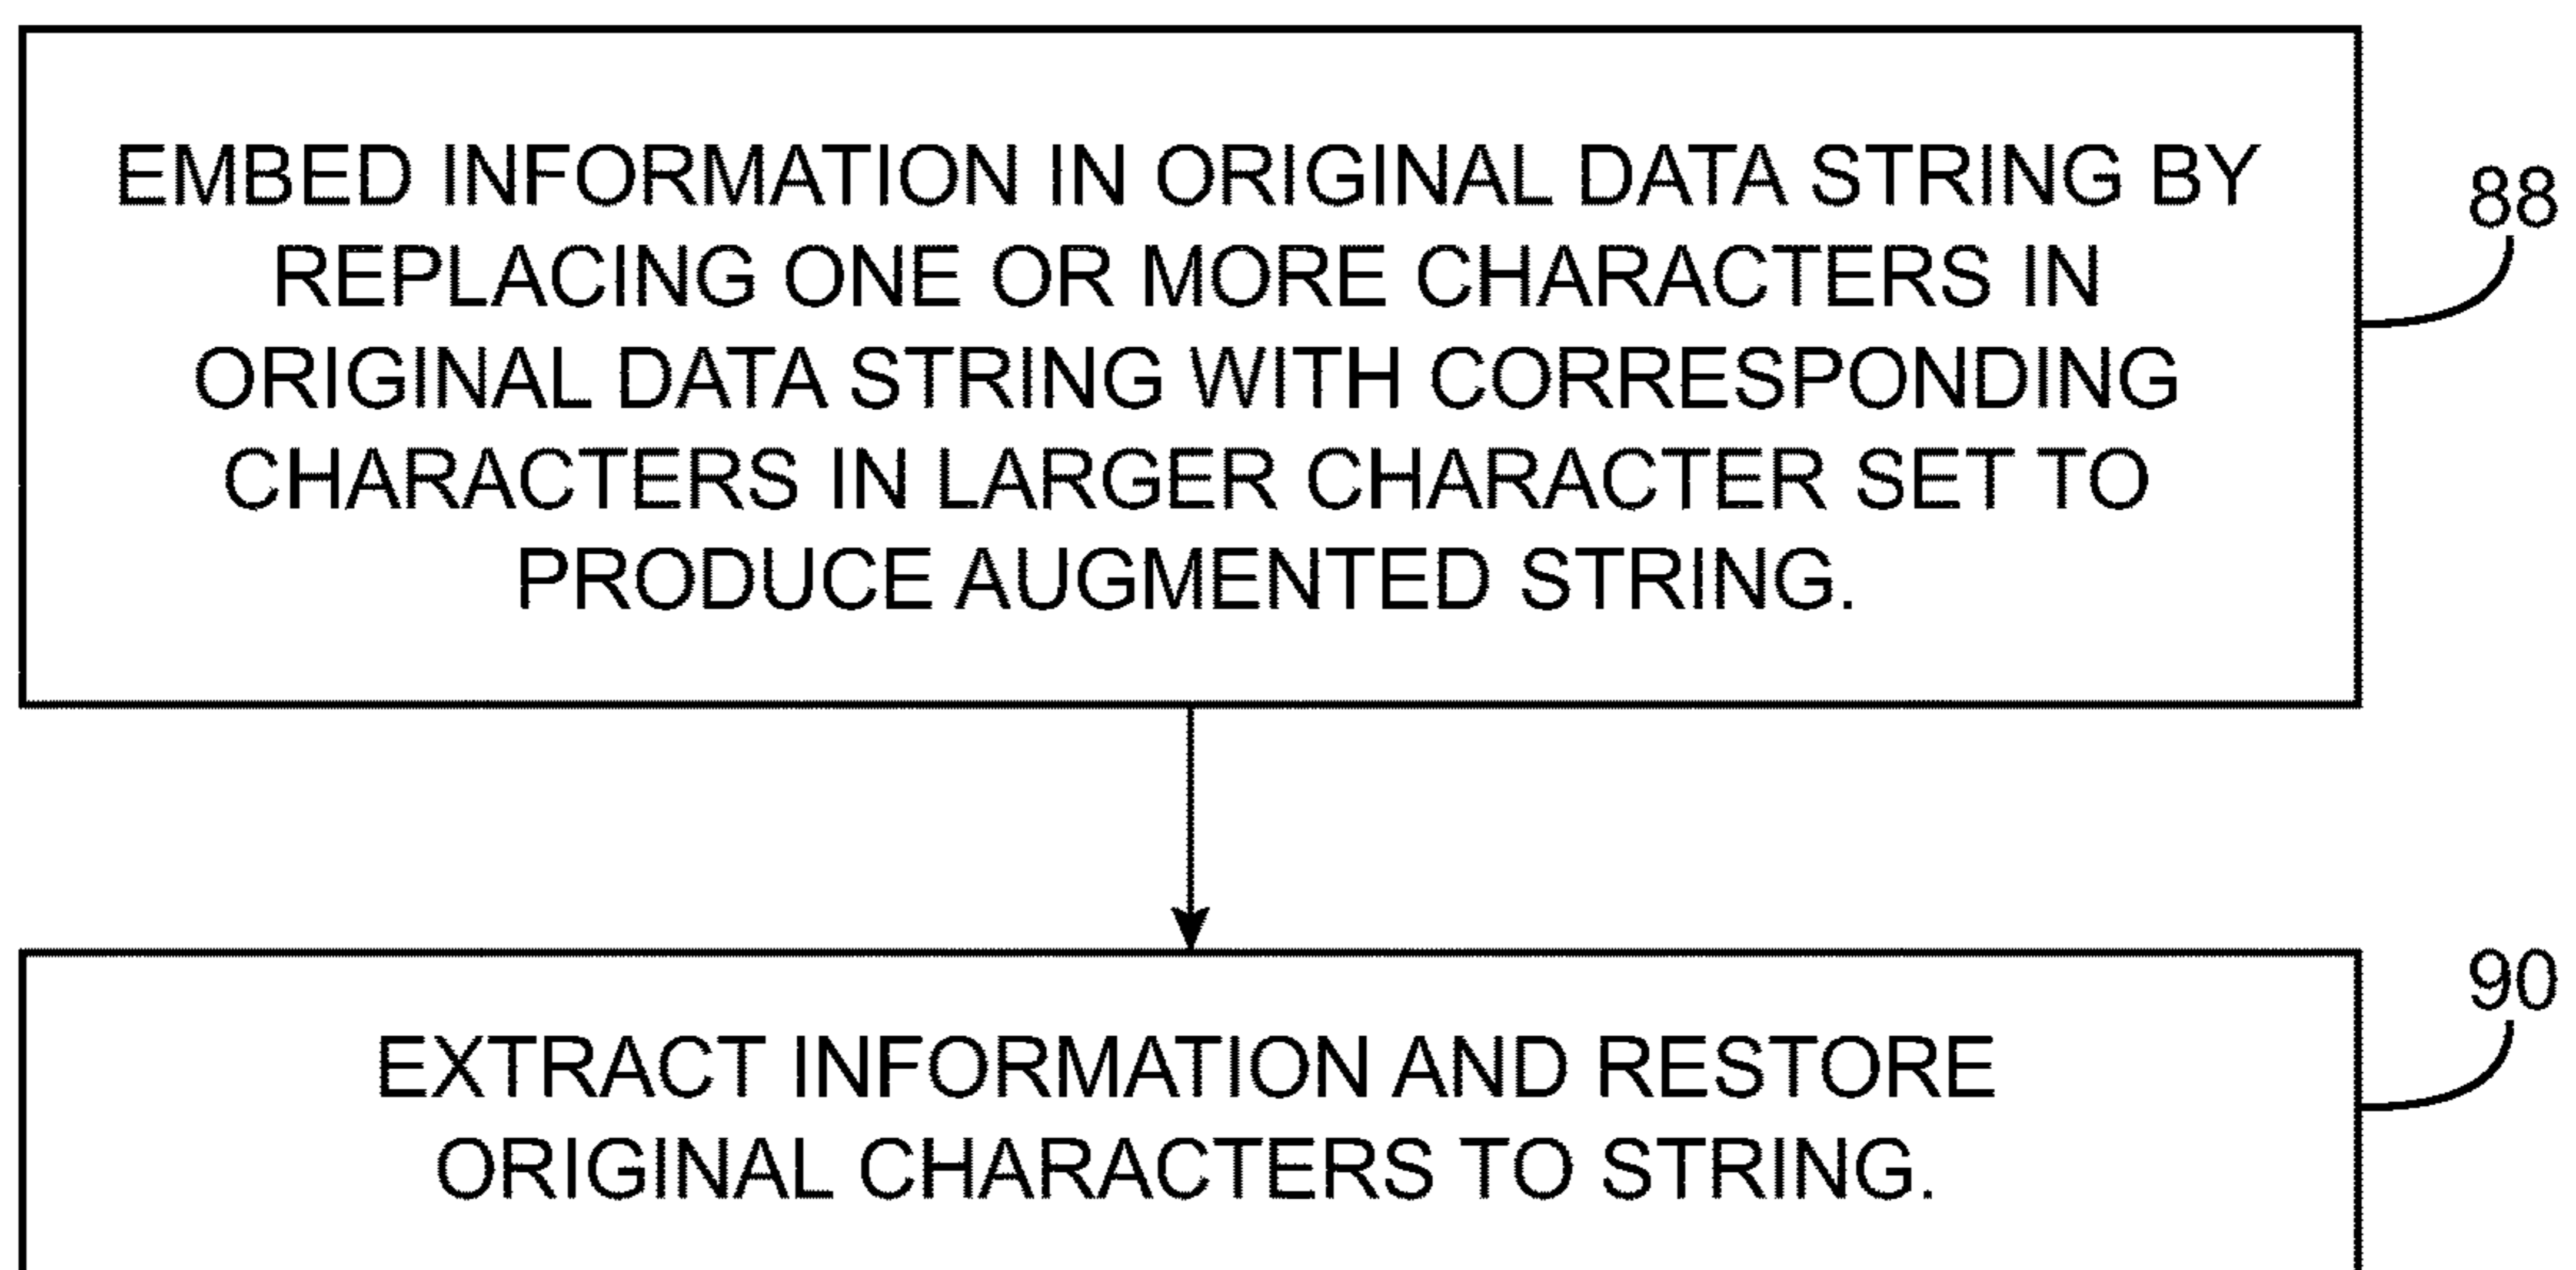 EMBED INFORMATION IN ORIGINAL DATA STRING BY
REPLACING ONE OR MORE CHARACTERS IN
ORIGINAL DATA STRING WITH CORRESPONDING
CHARACTERS IN LARGER CHARACTER SET TO
PRODUCE AUGMENTED STRING.
88
EXTRACT INFORMATION AND RESTORE
ORIGINAL CHARACTERS TO STRING.
90